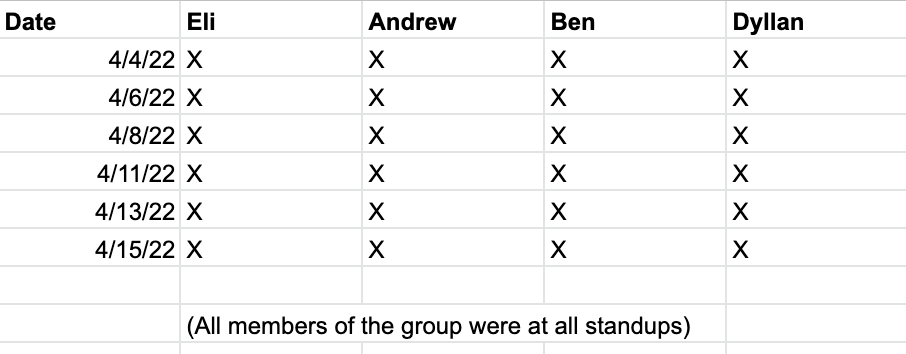 Date Eli Andrew Ben Dyllan
4/4/22 X X X X
4/6/22 X X X X
4/8/22 X X X X
4/11/22 X X X X
4/13/22 X X X X
4/15/22 X X X X
(All members of the group were at all standups)